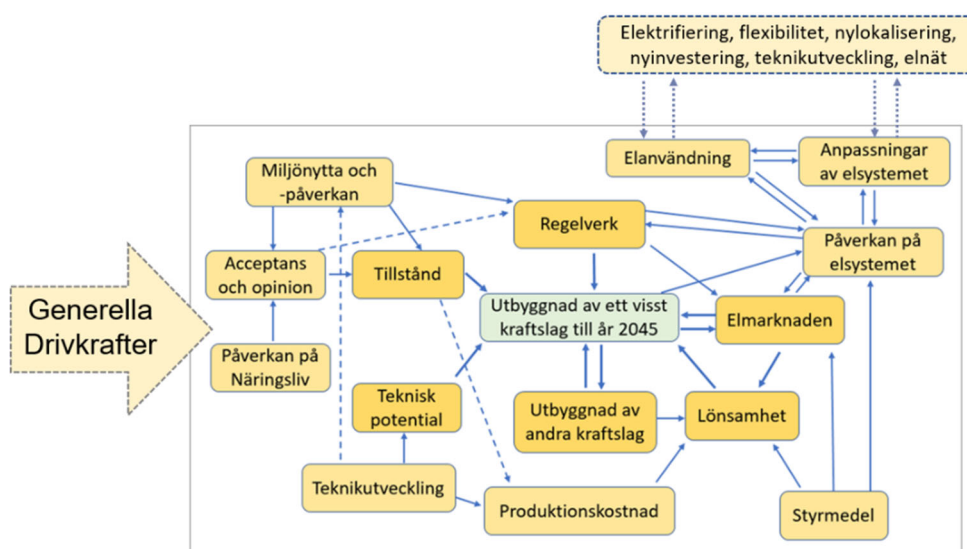 Elektrifiering, flexibilitet, nylokalisering,
nyinvestering, teknikutveckling, elnät
Elanvändning
Anpassningar
av elsystemet
Miljönytta och
-påverkan
Regelverk
Påverkan på
elsystemet
Acceptans
och opinion
Tillstånd
Generella
Drivkrafter
Utbyggnad av ett visst
kraftslag till år 2045
Elmarknaden
Påverkan på
Näringsliv
Teknisk
potential
Utbyggnad av
andra kraftslag
Lönsamhet
Teknikutveckling
Produktionskostnad
Styrmedel